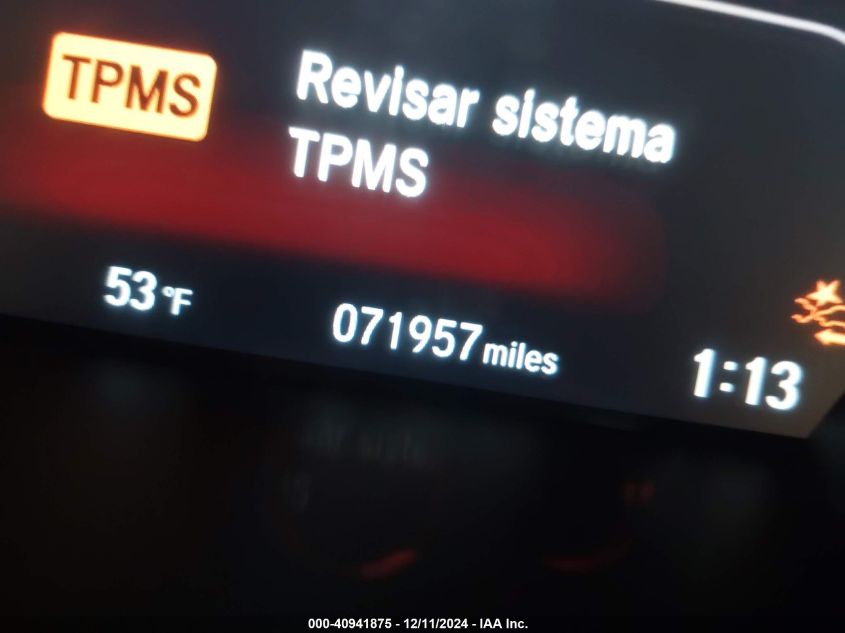 TPMS
Revisar sistema
TPMS
53°F
071957 miles
1:13
000-40941875 - 12/11/2024 - IAA Inc.